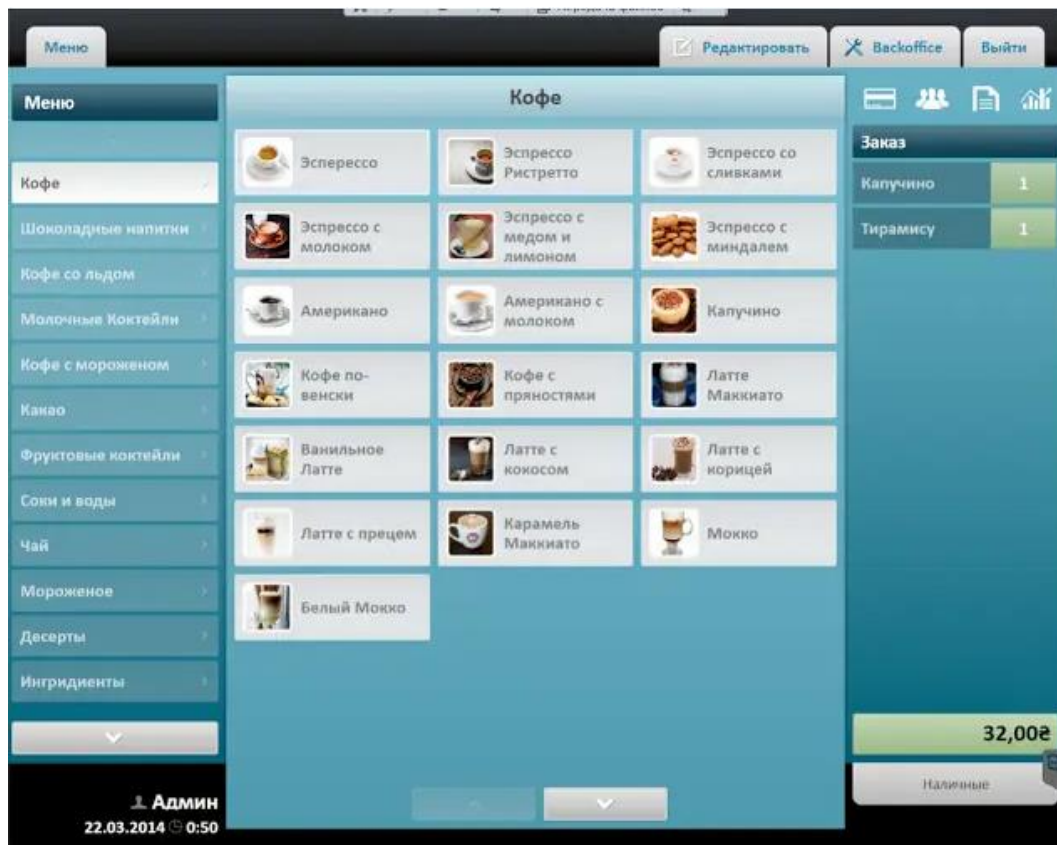 Меню
Редактировать
Backoffice
Выйти
Меню
Кофе
Шоколадные напитки
Кофе со льдом
Молочные Коктейли
Кофе с мороженом
Какао
Фруктовые коктейли
Соки и воды
Чай
Мороженое
Десерты
Ингридиенты
Админ
22.03.2014 0:50
Кофе
Эсперессо
Эспрессо
Ристретто
Эспрессо со
сливками
Эспрессо с
молоком
Эспрессо с
медом и
лимоном
Эспрессо с
миндалем
Американо
Американо с
молоком
Капучино
Кофе по-
венски
Кофе с
пряностями
Латте
Маккиато
Ванильное
Латте
Латте с
кокосом
Латте с
корицей
Латте с прецем
Карамель
Маккиато
Мокко
Белый Мокко
Заказ
Капучино 1
Тирамису 1
32,00₴
Наличные